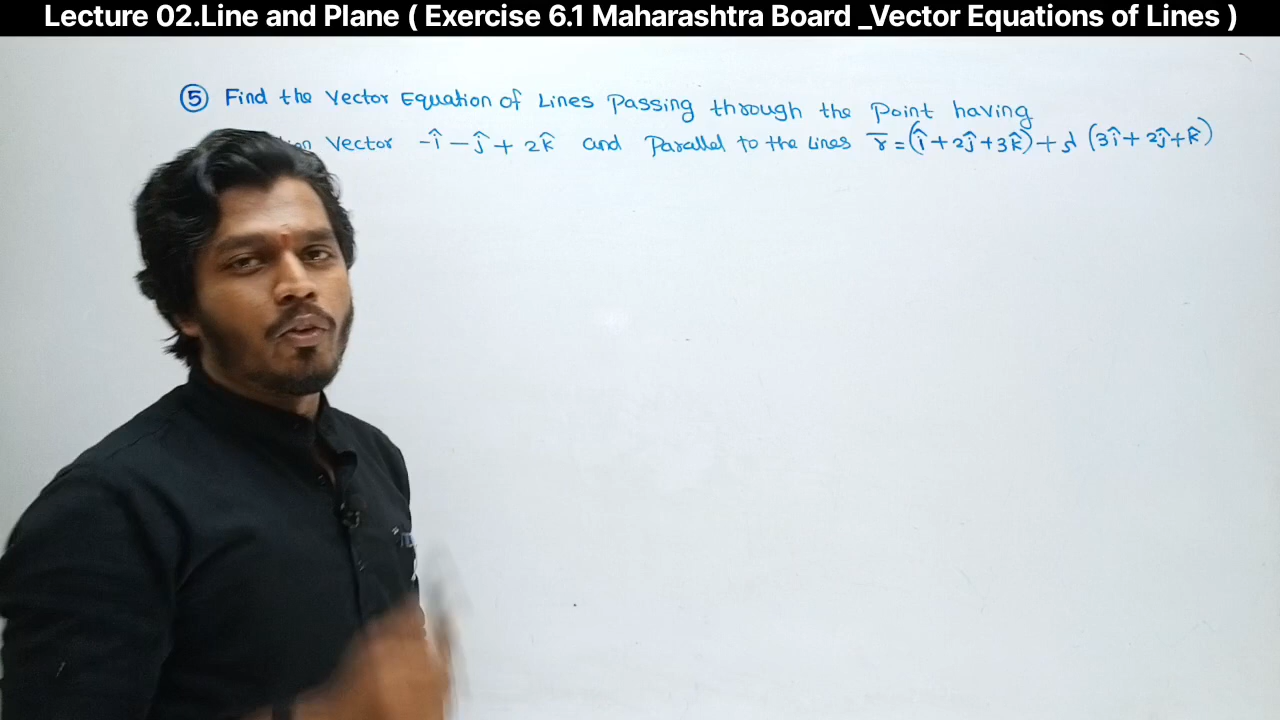 Lecture 02.Line and Plane ( Exercise 6.1 Maharashtra Board _Vector Equations of Lines )
⑤ Find the Vector Equation of Lines Passing through the Point having
Vector -î - ĵ + 2k̂ and Parallel to the Lines r̄ = (î + 2ĵ + 3k̂) + λ (3î + 2ĵ + k̂)